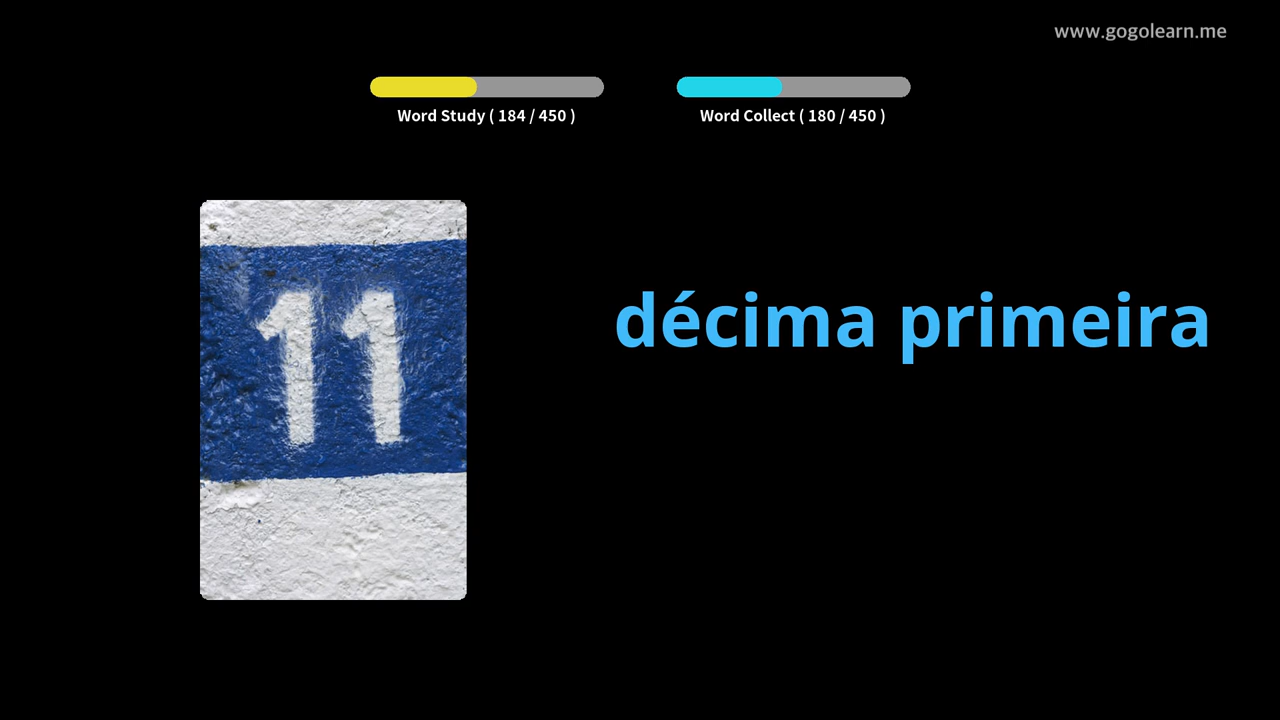 www.gogolearn.me
Word Study ( 184 / 450 )
Word Collect ( 180 / 450 )
11
décima primeira